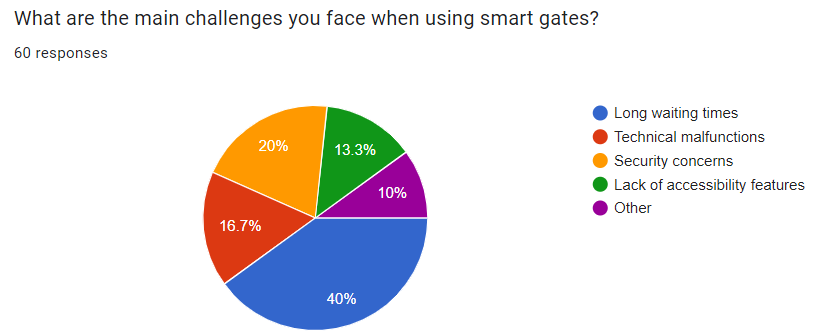 What are the main challenges you face when using smart gates?
60 responses
20%
13.3%
10%
16.7%
40%
Long waiting times
Technical malfunctions
Security concerns
Lack of accessibility features
Other